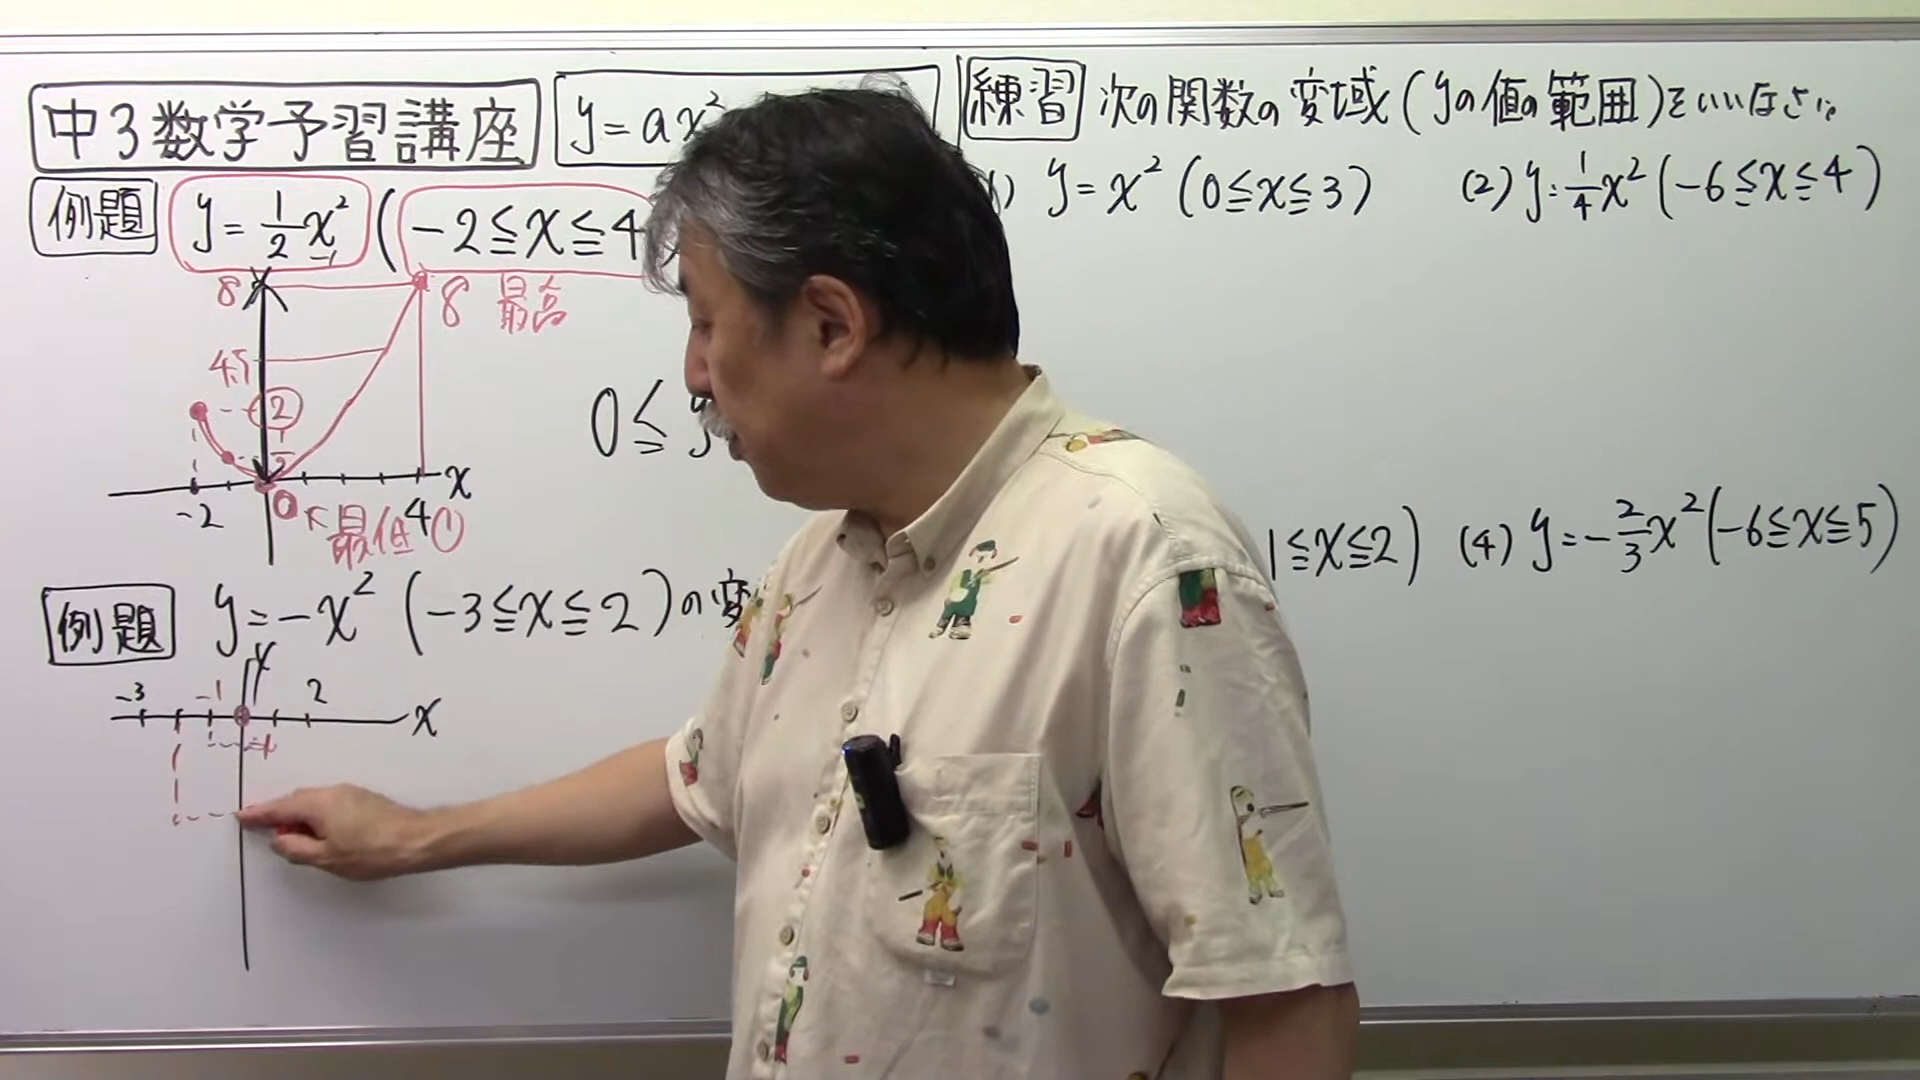 中3数学予習講座
y=ax²
例題 y=1/2x² (-2≦x≦4
8
8 最高
4.5
2
0≦y
x
-2
0
最低
4
①
例題 y=-x² (-3≦x≦2)の変
y
-3
-1
2
x
練習 次の関数の変域(yの値の範囲)をいいなさい。
(1) y=x² (0≦x≦3)
(2) y=1/4x² (-6≦x≦4)
1≦x≦2)
(4) y=-2/3x² (-6≦x≦5)